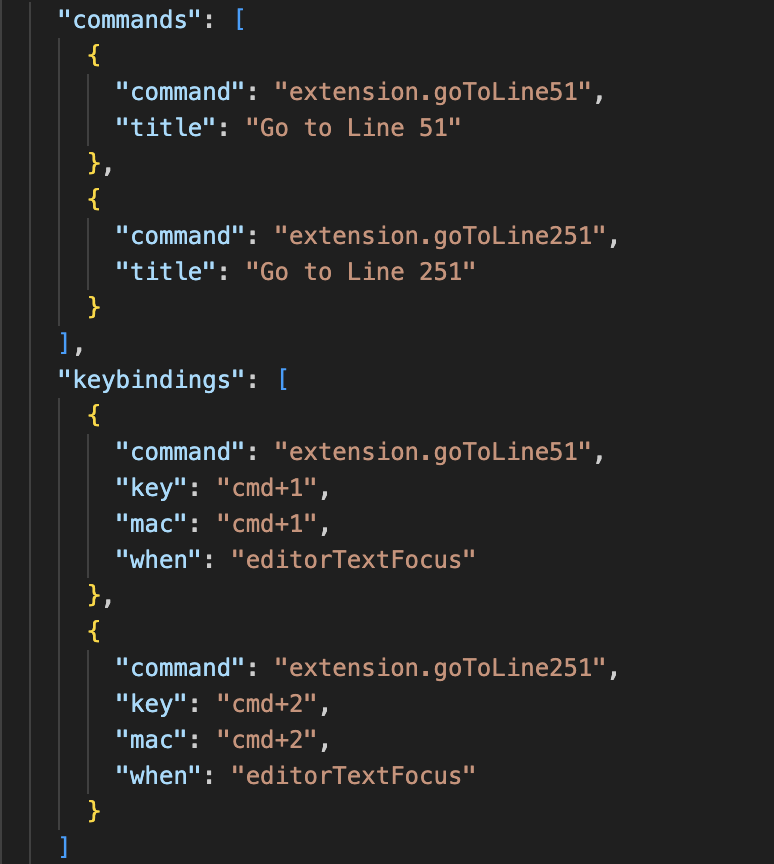 "commands": [
{
"command": "extension.goToLine51",
"title": "Go to Line 51"
},
{
"command": "extension.goToLine251",
"title": "Go to Line 251"
}
],
"keybindings": [
{
"command": "extension.goToLine51",
"key": "cmd+1",
"mac": "cmd+1",
"when": "editorTextFocus"
},
{
"command": "extension.goToLine251",
"key": "cmd+2",
"mac": "cmd+2",
"when": "editorTextFocus"
}
]